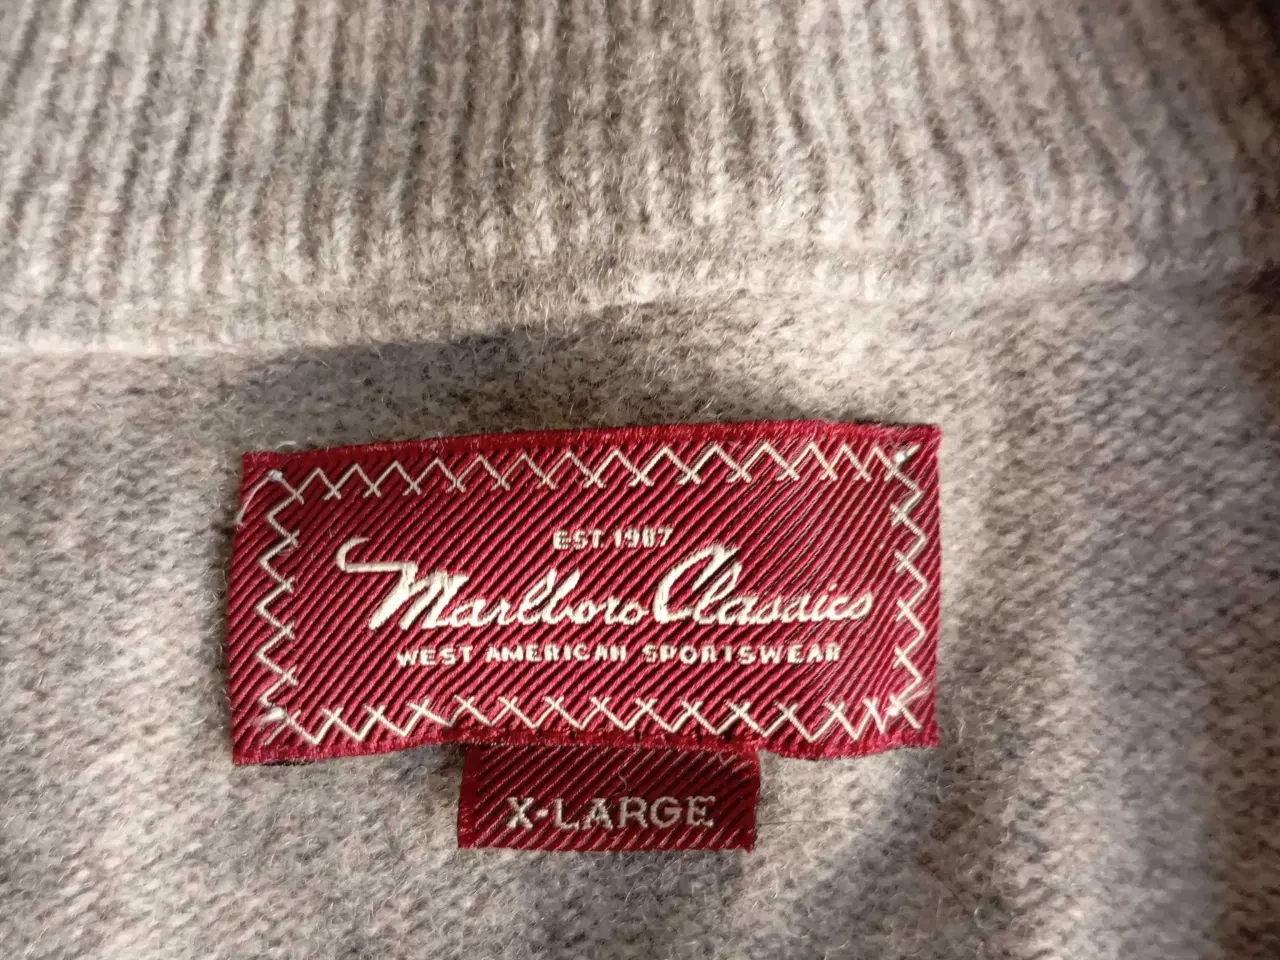 EST. 1987
Marlboro Classics
WEST AMERICAN SPORTSWEAR
X-LARGE